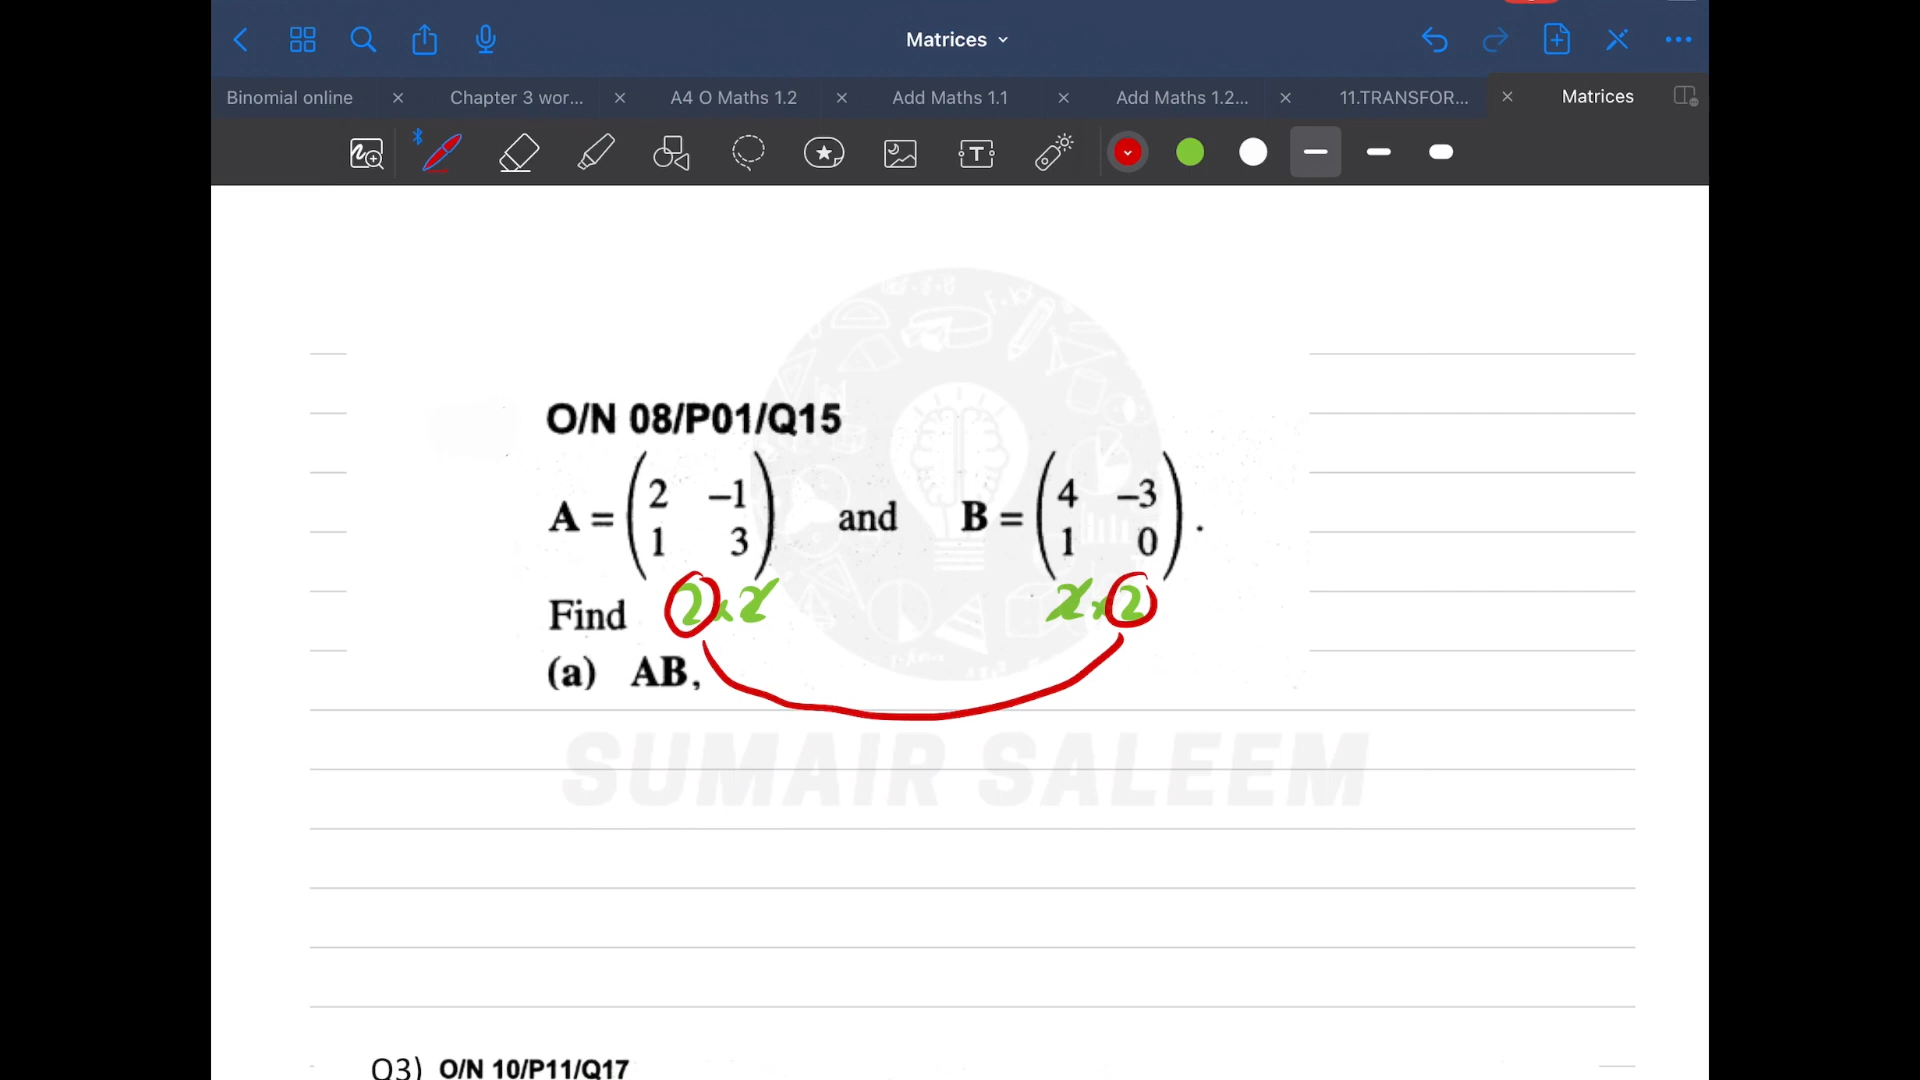 Matrices
Binomial online
Chapter 3 wor...
A4 O Maths 1.2
Add Maths 1.1
Add Maths 1.2...
11.TRANSFOR...
Matrices
O/N 08/P01/Q15
A = ( 2 –1
1 3 ) and B = ( 4 –3
1 0 ) .
2×2 2×2
Find
(a) AB,
SUMAIR SALEEM
Q3) O/N 10/P11/Q17